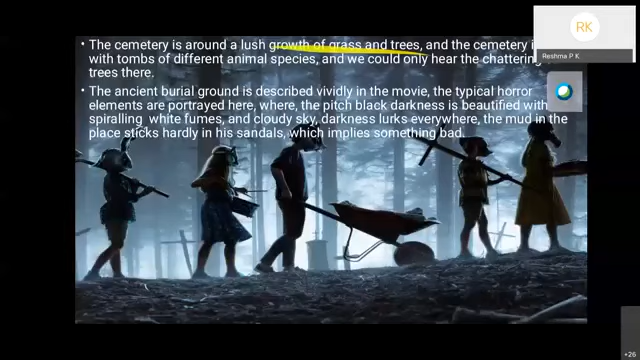 • The cemetery is around a lush growth of grass and trees, and the cemetery
with tombs of different animal species, and we could only hear the chattering
trees there.
• The ancient burial ground is described vividly in the movie, the typical horror
elements are portrayed here, where, the pitch black darkness is beautified with
spiralling white fumes, and cloudy sky, darkness lurks everywhere, the mud in the
place sticks hardly in his sandals, which implies something bad.
RK
Reshma P K
+26